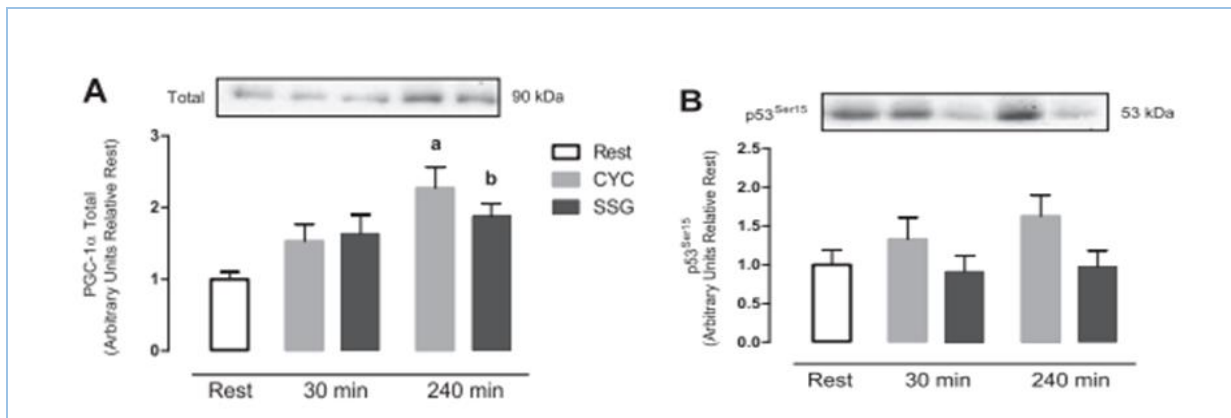 A
Total
90 kDa
PGC-1α Total
(Arbitrary Units Relative Rest)
3
2
1
0
a
b
Rest
30 min
240 min
Rest
CYC
SSG
B
p53Ser15
53 kDa
p53Ser15
(Arbitrary Units Relative Rest)
2.5
2.0
1.5
1.0
0.5
0.0
Rest
30 min
240 min